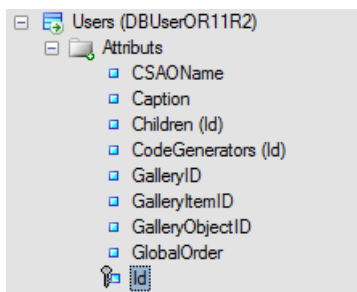 Users (DBUserOR11R2)
Attributs
CSAOName
Caption
Children (Id)
CodeGenerators (Id)
GalleryID
GalleryItemID
GalleryObjectID
GlobalOrder
Id